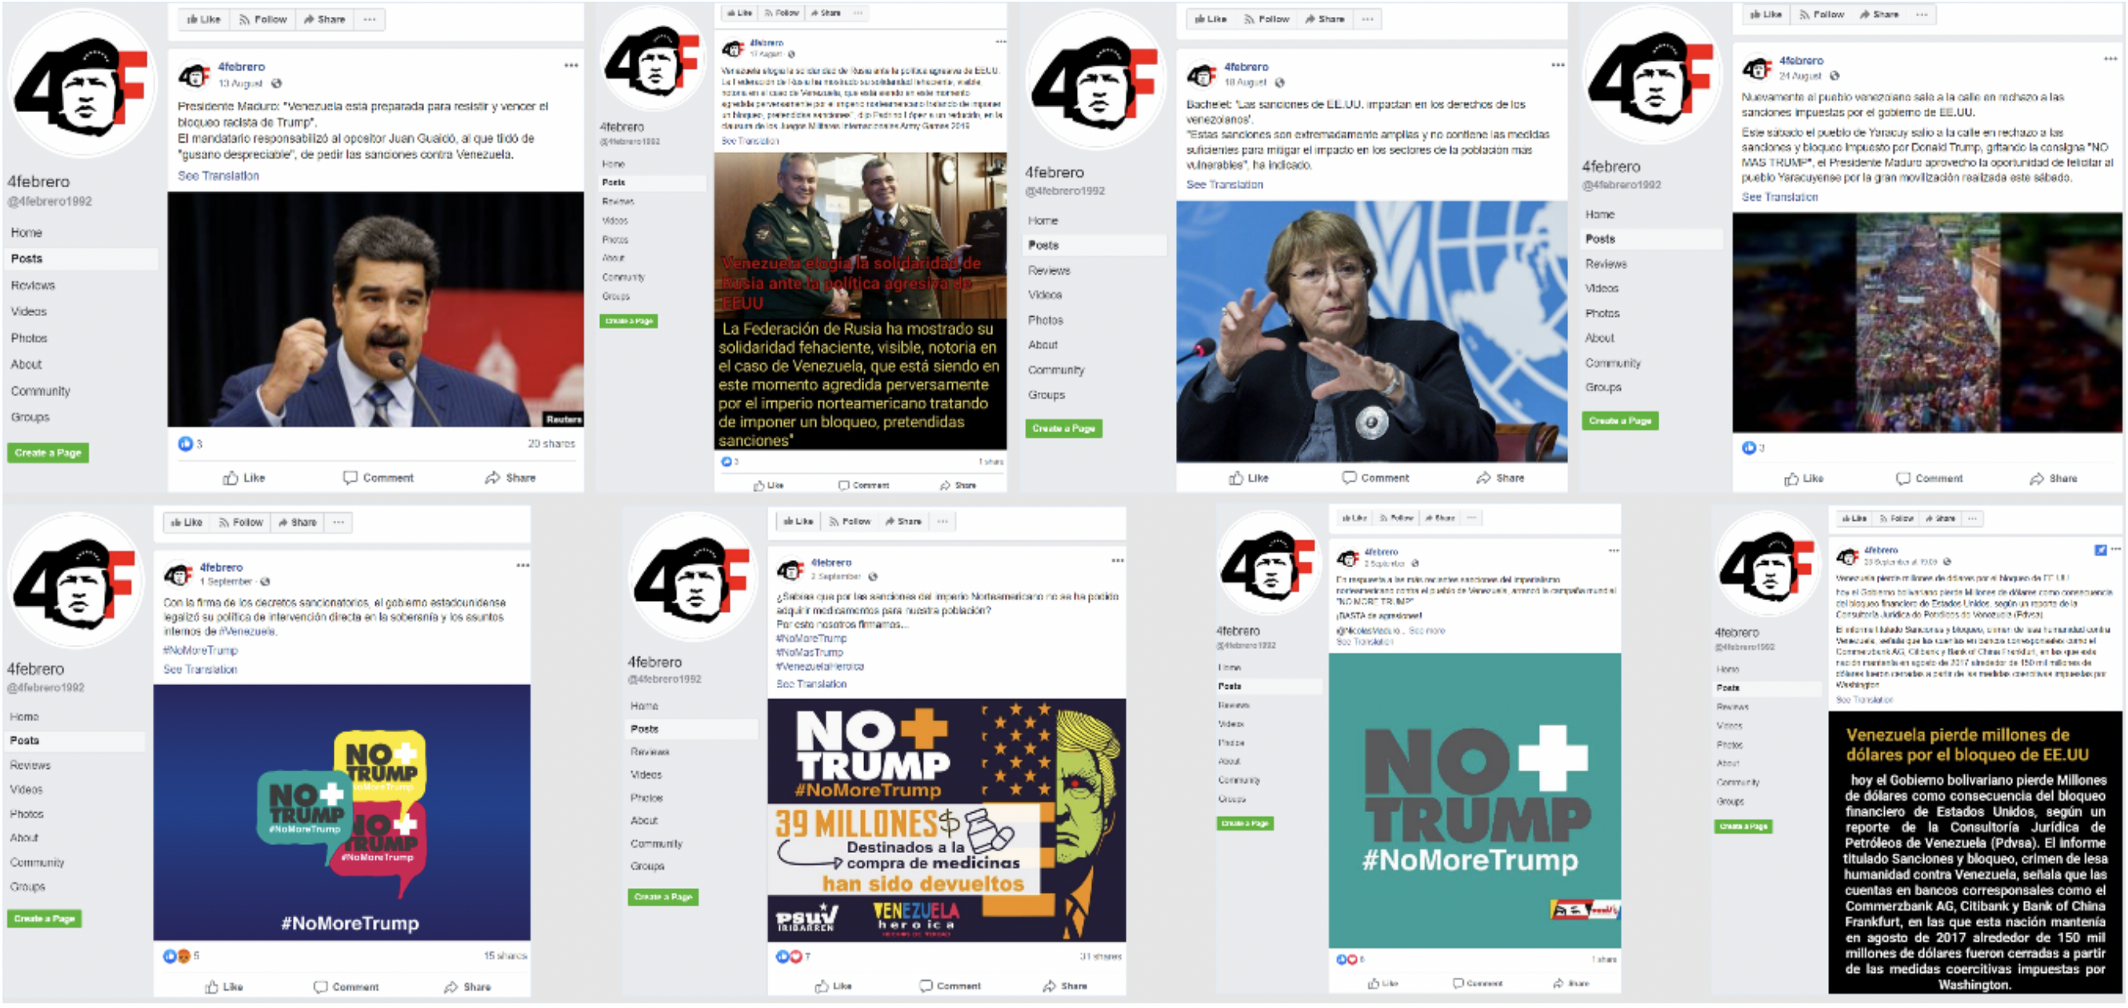 Like Follow Share ...
4F
4febrero
13 August
Presidente Maduro: "Venezuela está preparada para resistir y vencer el
bloqueo racista de Trump".
El mandatario responsabilizó al opositor Juan Guaidó, al que tildó de
"gusano despreciable", de pedir las sanciones contra Venezuela.
See Translation
4febrero
@4febrero1992
Home
Posts
Reviews
Videos
Photos
About
Community
Groups
Create a Page
Reuters
3
20 shares
Like Comment Share
Like Follow Share ...
4F
4febrero
17 August
Venezuela elogia la solidaridad de Rusia ante la política agresiva de EEUU.
La Federación de Rusia ha mostrado su solidaridad fehaciente, visible,
notoria en el caso de Venezuela, que está siendo en este momento
agredida perversamente por el imperio norteamericano tratando de imponer
un bloqueo, pretendidas sanciones", dijo Padrino López a un reducido, en la
clausura de los Juegos Militares Internacionales Army Games 2019
See Translation
4febrero
@4febrero1992
Home
Posts
Reviews
Videos
Photos
About
Community
Groups
Create a Page
Venezuela elogia la solidaridad de
Rusia ante la política agresiva de
EEUU
La Federación de Rusia ha mostrado su
solidaridad fehaciente, visible, notoria en
el caso de Venezuela, que está siendo en
este momento agredida perversamente
por el imperio norteamericano tratando
de imponer un bloqueo, pretendidas
sanciones"
3
1 share
Like Comment Share
Like Follow Share ...
4F
4febrero
18 August
Bachelet: "Las sanciones de EE.UU. impactan en los derechos de los
venezolanos'.
"Estas sanciones son extremadamente amplias y no contiene las medidas
suficientes para mitigar el impacto en los sectores de la población más
vulnerables", ha indicado.
See Translation
4febrero
@4febrero1992
Home
Posts
Reviews
Videos
Photos
About
Community
Groups
Create a Page
Like Comment Share
Like Follow Share ...
4F
4febrero
24 August
Nuevamente el pueblo venezolano sale a la calle en rechazo a las
sanciones impuestas por el gobierno de EE.UU.
Este sábado el pueblo de Yaracuy salio a la calle en rechazo a las
sanciones y bloqueo impuesto por Donald Trump, gritando la consigna "NO
MAS TRUMP", el Presidente Maduro aprovecho la oportunidad de felicitar al
pueblo Yaracuyense por la gran movilización realizada este sábado.
See Translation
4febrero
@4febrero1992
Home
Posts
Reviews
Videos
Photos
About
Community
Groups
Create a Page
3
Like Comment Share
Like Follow Share ...
4F
4febrero
1 September
Con la firma de los decretos sancionatorios, el gobierno estadounidense
legalizó su política de intervención directa en la soberanía y los asuntos
internos de #Venezuela.
#NoMoreTrump
See Translation
4febrero
@4febrero1992
Home
Posts
Reviews
Videos
Photos
About
Community
Groups
Create a Page
NO+
TRUMP
#NoMoreTrump
NO+
TRUMP
#NoMoreTrump
NO+
TRUMP
#NoMoreTrump
#NoMoreTrump
5
15 shares
Like Comment Share
Like Follow Share ...
4F
4febrero
2 September
¿Sabías que por las sanciones del imperio Norteamericano no se ha podido
adquirir medicamentos para nuestra población?
Por esto nosotros firmamos...
#NoMoreTrump
#NoMasTrump
#VenezuelaHeroica
See Translation
4febrero
@4febrero1992
Home
Posts
Reviews
Videos
Photos
About
Community
Groups
Create a Page
NO+
TRUMP
#NoMoreTrump
39 MILLONES$
Destinados a la
compra de medicinas
han sido devueltos
PSUV
IRIBARREN
VENEZUELA
heroica
7
31 shares
Like Comment Share
Like Follow Share ...
4F
4febrero
2 September
En respuesta a las más recientes sanciones del imperialismo
norteamericano contra el pueblo de Venezuela, arrancó la campaña mundial
"NO MORE TRUMP"
¡BASTA de agresiones!
@NicolasMaduro... See more
See Translation
4febrero
@4febrero1992
Home
Posts
Reviews
Videos
Photos
About
Community
Groups
Create a Page
NO+
TRUMP
#NoMoreTrump
6
1 share
Like Comment Share
Like Follow Share ...
4F
4febrero
23 September at 19:09
Venezuela pierde millones de dólares por el bloqueo de EE UU
hoy el Gobierno bolivariano pierde Millones de dólares como consecuencia
del bloqueo financiero de Estados Unidos, según un reporte de la
Consultoría Jurídica de Petróleos de Venezuela (Pdvsa)
El informe titulado Sanciones y bloqueo, crimen de lesa humanidad contra
Venezuela, señala que las cuentas en bancos corresponsales como el
Commerzbank AG, Citibank y Bank of China Frankfurt, en las que esta
nación mantenía en agosto de 2017 alrededor de 150 mil millones de
dólares fueron cerradas a partir de las medidas coercitivas impuestas por
Washington
See Translation
4febrero
@4febrero1992
Home
Posts
Reviews
Videos
Photos
About
Community
Groups
Create a Page
Venezuela pierde millones de
dólares por el bloqueo de EE.UU
hoy el Gobierno bolivariano pierde Millones
de dólares como consecuencia del bloqueo
financiero de Estados Unidos, según un
reporte de la Consultoría Jurídica de
Petróleos de Venezuela (Pdvsa). El informe
titulado Sanciones y bloqueo, crimen de lesa
humanidad contra Venezuela, señala que las
cuentas en bancos corresponsales como el
Commerzbank AG, Citibank y Bank of China
Frankfurt, en las que esta nación mantenía
en agosto de 2017 alrededor de 150 mil
millones de dólares fueron cerradas a partir
de las medidas coercitivas impuestas por
Washington.